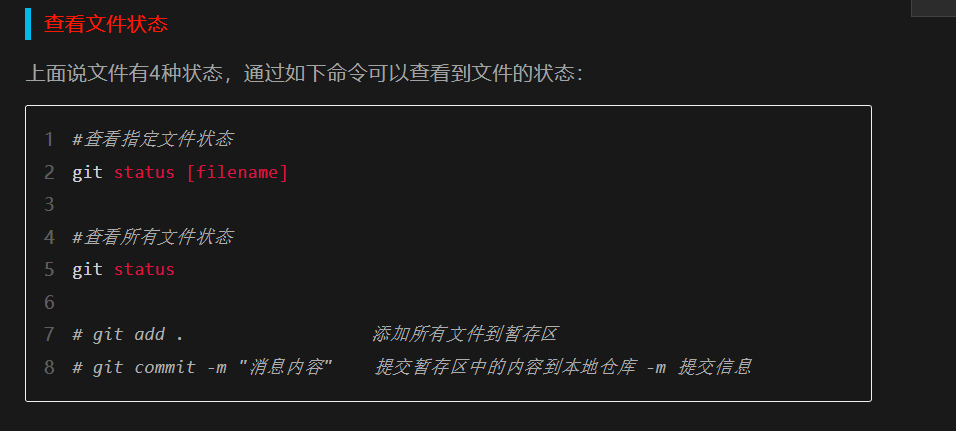 查看文件状态
上面说文件有4种状态，通过如下命令可以查看到文件的状态：
1 #查看指定文件状态
2 git status [filename]
3
4 #查看所有文件状态
5 git status
6
7 # git add .                  添加所有文件到暂存区
8 # git commit -m "消息内容"    提交暂存区中的内容到本地仓库 -m 提交信息